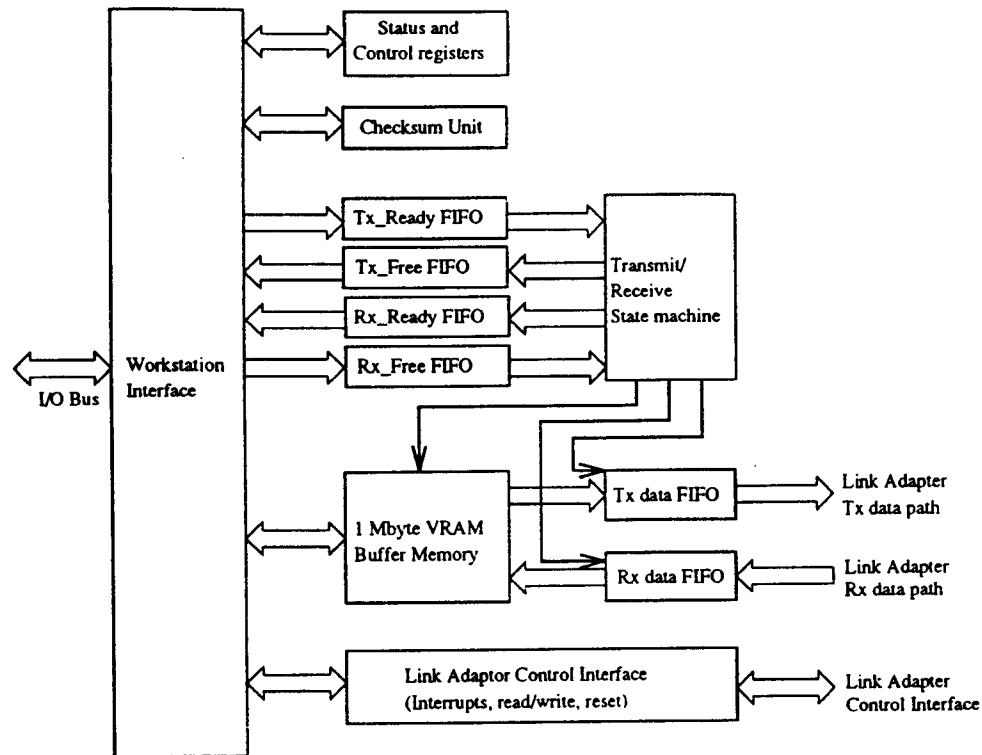 Status and
Control registers
Checksum Unit
Tx_Ready FIFO
Tx_Free FIFO
Rx_Ready FIFO
Rx_Free FIFO
Transmit/
Receive
State machine
Workstation
Interface
I/O Bus
1 Mbyte VRAM
Buffer Memory
Tx data FIFO
Link Adapter
Tx data path
Rx data FIFO
Link Adapter
Rx data path
Link Adaptor Control Interface
(Interrupts, read/write, reset)
Link Adapter
Control Interface